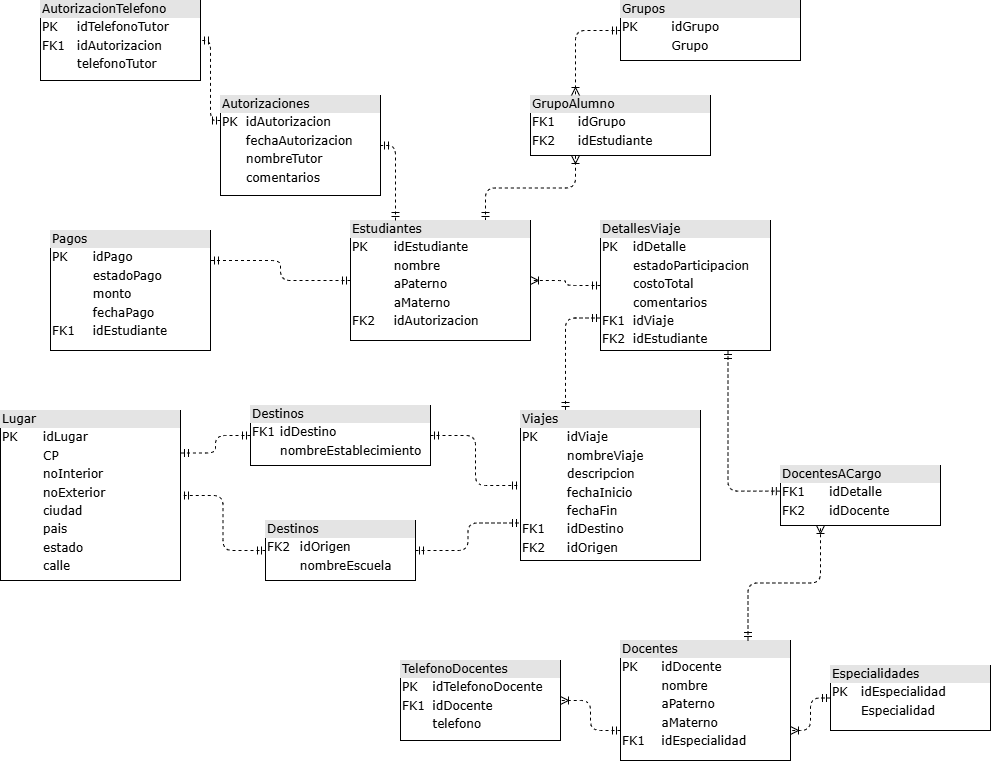 AutorizacionTelefono
PK idTelefonoTutor
FK1 idAutorizacion
telefonoTutor
Grupos
PK idGrupo
Grupo
Autorizaciones
PK idAutorizacion
fechaAutorizacion
nombreTutor
comentarios
GrupoAlumno
FK1 idGrupo
FK2 idEstudiante
Pagos
PK idPago
estadoPago
monto
fechaPago
FK1 idEstudiante
Estudiantes
PK idEstudiante
nombre
aPaterno
aMaterno
FK2 idAutorizacion
DetallesViaje
PK idDetalle
estadoParticipacion
costoTotal
comentarios
FK1 idViaje
FK2 idEstudiante
Lugar
PK idLugar
CP
noInterior
noExterior
ciudad
pais
estado
calle
Destinos
FK1 idDestino
nombreEstablecimiento
Destinos
FK2 idOrigen
nombreEscuela
Viajes
PK idViaje
nombreViaje
descripcion
fechaInicio
fechaFin
FK1 idDestino
FK2 idOrigen
DocentesACargo
FK1 idDetalle
FK2 idDocente
TelefonoDocentes
PK idTelefonoDocente
FK1 idDocente
telefono
Docentes
PK idDocente
nombre
aPaterno
aMaterno
FK1 idEspecialidad
Especialidades
PK idEspecialidad
Especialidad